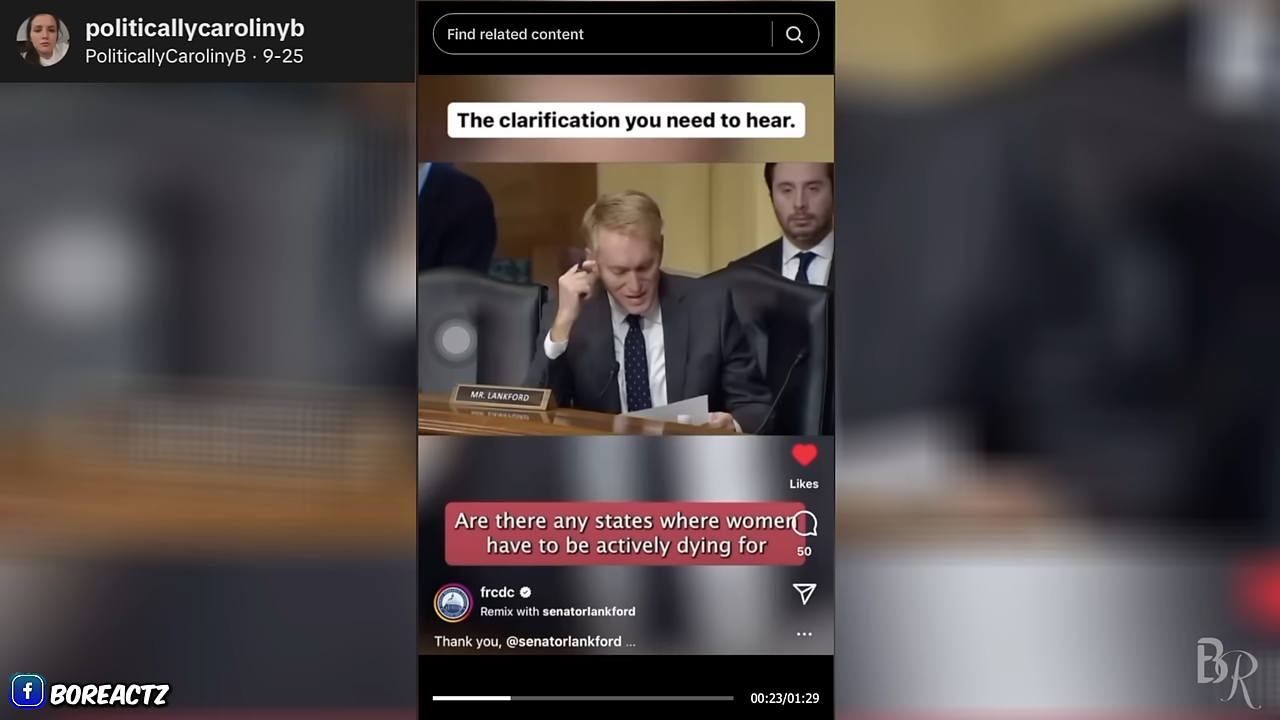 politicallycarolinyb
PoliticallyCarolinyB · 9-25
Find related content
The clarification you need to hear.
MR. LANKFORD
Likes
Are there any states where women
have to be actively dying for
50
frcdc
Remix with senatorlankford
Thank you, @senatorlankford ...
00:23/01:29
f BOREACTZ
BR